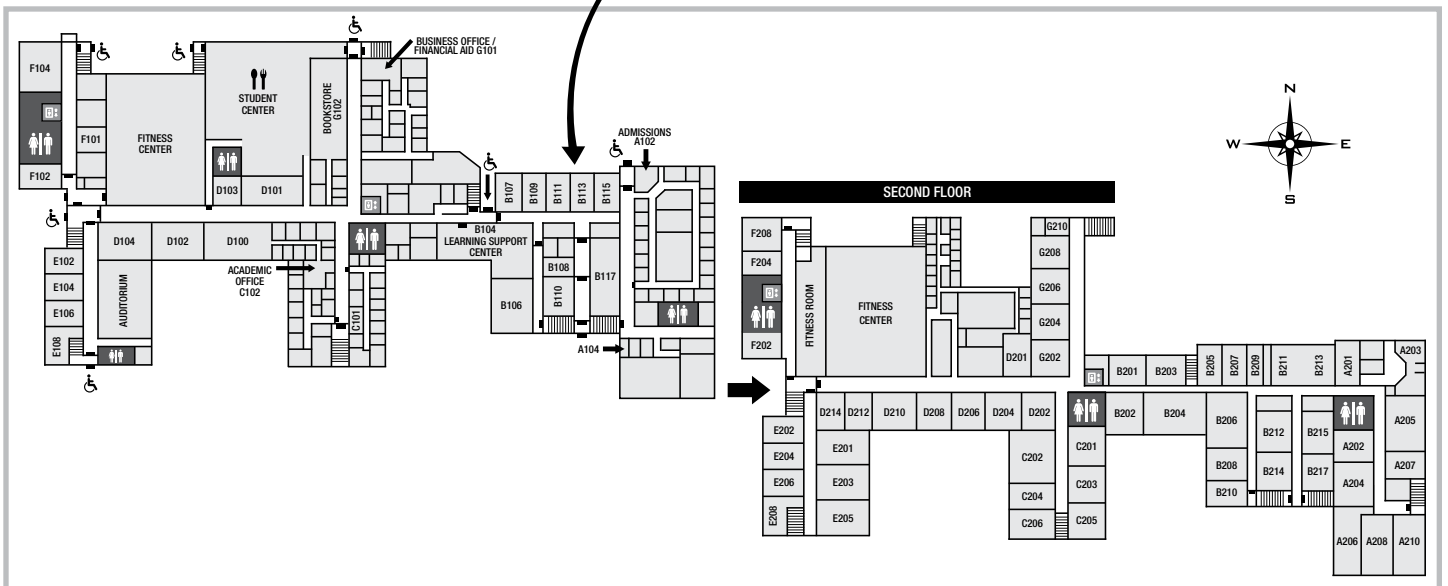 BUSINESS OFFICE /
FINANCIAL AID G101
F104
STUDENT
CENTER
BOOKSTORE
G102
F101
FITNESS
CENTER
F102
D103
D101
ADMISSIONS
A102
B107
B109
B111
B113
B115
D104
D102
D100
B104
LEARNING SUPPORT
CENTER
E102
E104
E106
E108
AUDITORIUM
ACADEMIC
OFFICE
C102
C101
B108
B110
B106
B117
A104
N
W
E
S
SECOND FLOOR
F208
F204
F202
FITNESS ROOM
FITNESS
CENTER
G210
G208
G206
G204
G202
D201
B201
B203
B205
B207
B209
B211
B213
A201
A203
D214
D212
D210
D208
D206
D204
D202
B202
B204
B206
B212
B215
A202
A205
E202
E204
E206
E208
E201
E203
E205
C202
C204
C206
C201
C203
C205
B208
B210
B214
B217
A204
A207
A206
A208
A210